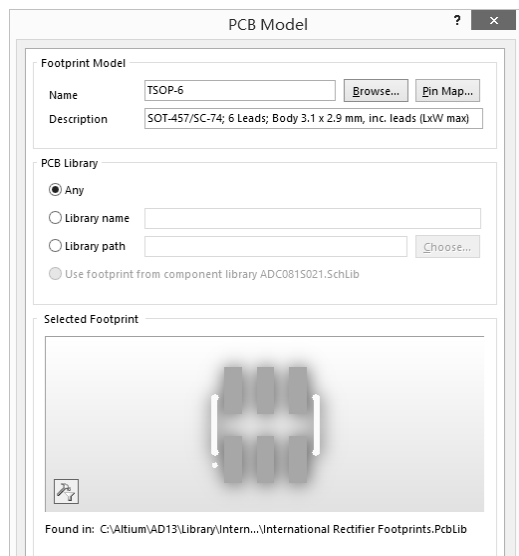 PCB Model
?
Footprint Model
Name TSOP-6 Browse... Pin Map...
Description SOT-457/SC-74; 6 Leads; Body 3.1 x 2.9 mm, inc. leads (LxW max)
PCB Library
Any
Library name
Library path Choose...
Use footprint from component library ADC081S021.SchLib
Selected Footprint
Found in: C:\Altium\AD13\Library\Intern...\International Rectifier Footprints.PcbLib